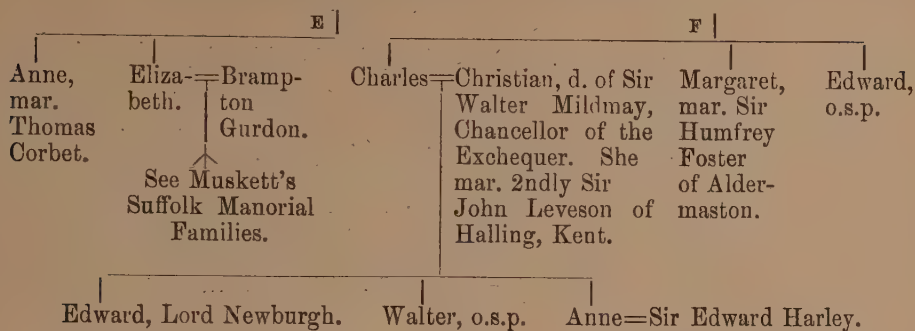 E F
Anne, mar. Thomas Corbet.
Eliza-beth. = Bramp-ton Gurdon.
See Muskett's
Suffolk Manorial
Families.
Charles = Christian, d. of Sir
Walter Mildmay,
Chancellor of the
Exchequer. She
mar. 2ndly Sir
John Leveson of
Halling, Kent.
Margaret,
mar. Sir
Humfrey
Foster
of Alder-
maston.
Edward,
o.s.p.
Edward, Lord Newburgh. Walter, o.s.p. Anne=Sir Edward Harley.